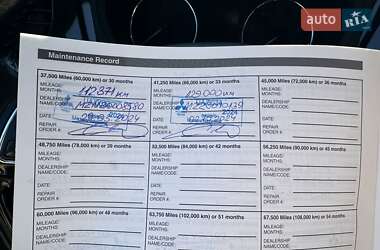 auto RIA
Maintenance Record
37,500 Miles (60,000 km) or 30 months
MILEAGE/
MONTHS:
112 871 km
DEALERSHIP
NAME/CODE:
DATE:
REPAIR
ORDER #:
41,250 Miles (66,000 km) or 33 months
MILEAGE/
MONTHS:
129000 km
DEALERSHIP
NAME/CODE:
DATE:
REPAIR
ORDER #:
45,000 Miles (72,000 km) or 36 months
MILEAGE/
MONTHS:
DEALERSHIP
NAME/CODE:
DATE:
REPAIR
ORDER #:
48,750 Miles (78,000 km) or 39 months
MILEAGE/
MONTHS:
DEALERSHIP
NAME/CODE:
DATE:
REPAIR
ORDER #:
52,500 Miles (84,000 km) or 42 months
MILEAGE/
MONTHS:
DEALERSHIP
NAME/CODE:
DATE:
REPAIR
ORDER #:
56,250 Miles (90,000 km) or 45 months
MILEAGE/
MONTHS:
DEALERSHIP
NAME/CODE:
DATE:
REPAIR
ORDER #:
60,000 Miles (96,000 km) or 48 months
MILEAGE/
MONTHS:
DEALERSHIP
NAME/CODE:
63,750 Miles (102,000 km) or 51 months
MILEAGE/
MONTHS:
DEALERSHIP
NAME/CODE:
67,500 Miles (108,000 km) or 54 months
MILEAGE/
MONTHS:
DEALERSHIP
NAME/CODE: